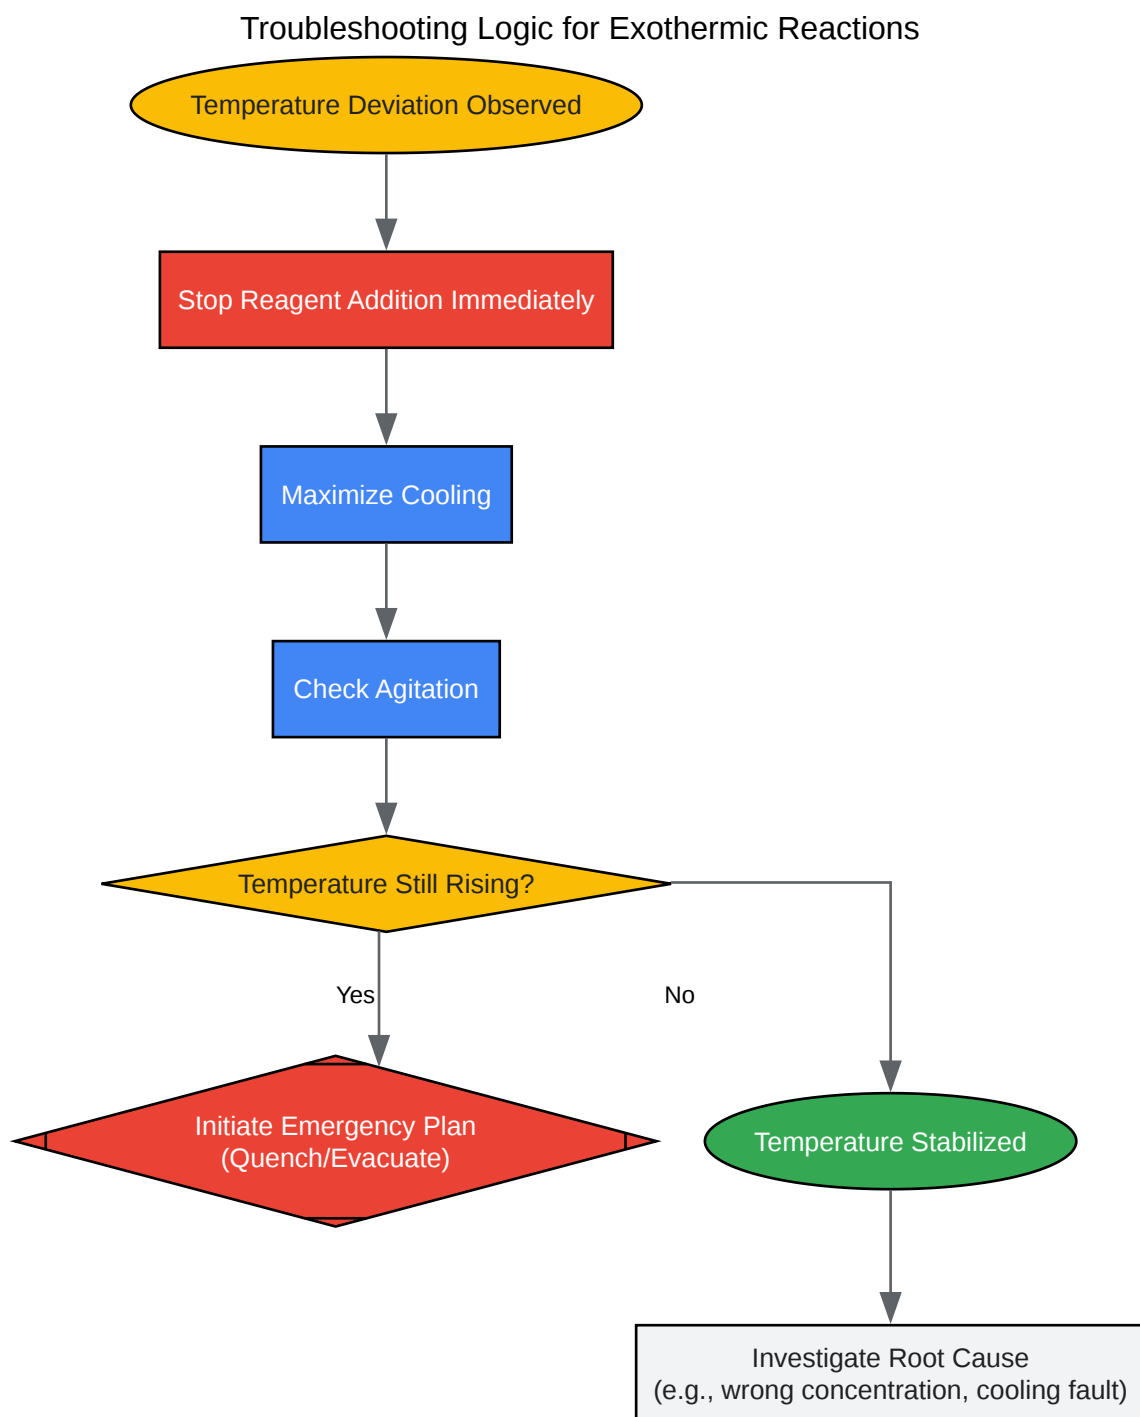 Troubleshooting Logic for Exothermic Reactions
Temperature Deviation Observed
Stop Reagent Addition Immediately
Maximize Cooling
Check Agitation
Temperature Still Rising?
Yes
No
Initiate Emergency Plan
(Quench/Evacuate)
Temperature Stabilized
Investigate Root Cause
(e.g., wrong concentration, cooling fault)